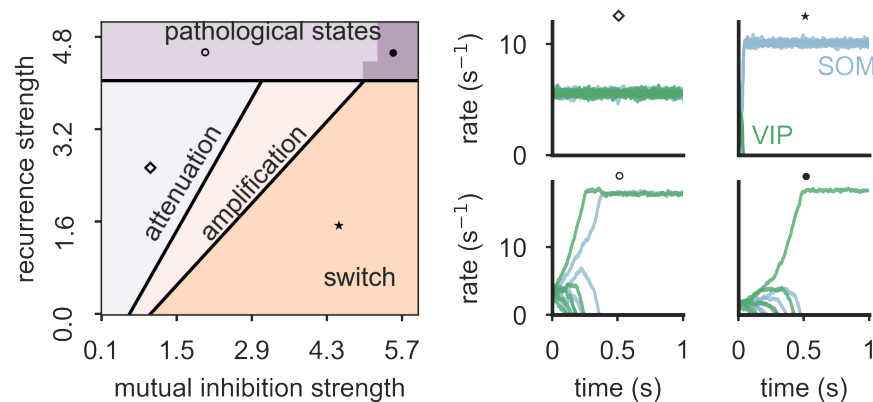 pathological states
4.8
3.2
1.6
0.0
recurrence strength
attenuation
amplification
switch
0.1 1.5 2.9 4.3 5.7
mutual inhibition strength
10
0
rate (s⁻¹)
SOM
VIP
10
0
rate (s⁻¹)
0 0.5 1
time (s)
0 0.5 1
time (s)